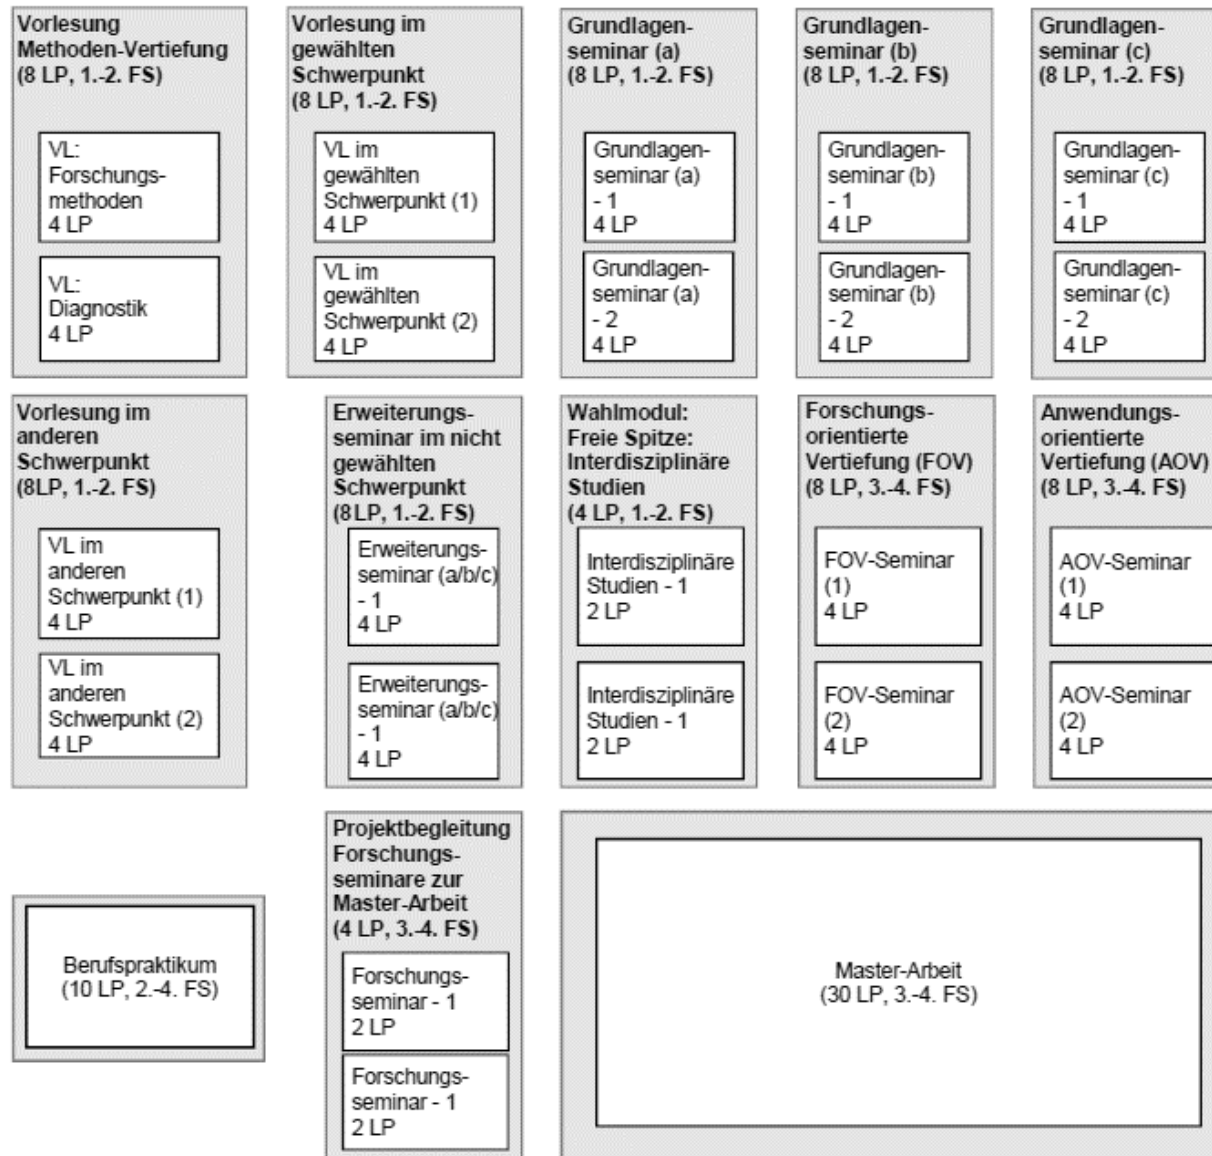 Vorlesung
Methoden-Vertiefung
(8 LP, 1.-2. FS)
VL:
Forschungs-
methoden
4 LP
VL:
Diagnostik
4 LP
Vorlesung im
gewählten
Schwerpunkt
(8 LP, 1.-2. FS)
VL im
gewählten
Schwerpunkt (1)
4 LP
VL im
gewählten
Schwerpunkt (2)
4 LP
Grundlagen-
seminar (a)
(8 LP, 1.-2. FS)
Grundlagen-
seminar (a)
- 1
4 LP
Grundlagen-
seminar (a)
- 2
4 LP
Grundlagen-
seminar (b)
(8 LP, 1.-2. FS)
Grundlagen-
seminar (b)
- 1
4 LP
Grundlagen-
seminar (b)
- 2
4 LP
Grundlagen-
seminar (c)
(8 LP, 1.-2. FS)
Grundlagen-
seminar (c)
- 1
4 LP
Grundlagen-
seminar (c)
- 2
4 LP
Vorlesung im
anderen
Schwerpunkt
(8LP, 1.-2. FS)
VL im
anderen
Schwerpunkt (1)
4 LP
VL im
anderen
Schwerpunkt (2)
4 LP
Erweiterungs-
seminar im nicht
gewählten
Schwerpunkt
(8LP, 1.-2. FS)
Erweiterungs-
seminar (a/b/c)
- 1
4 LP
Erweiterungs-
seminar (a/b/c)
- 1
4 LP
Wahlmodul:
Freie Spitze:
Interdisziplinäre
Studien
(4 LP, 1.-2. FS)
Interdisziplinäre
Studien - 1
2 LP
Interdisziplinäre
Studien - 1
2 LP
Forschungs-
orientierte
Vertiefung (FOV)
(8 LP, 3.-4. FS)
FOV-Seminar
(1)
4 LP
FOV-Seminar
(2)
4 LP
Anwendungs-
orientierte
Vertiefung (AOV)
(8 LP, 3.-4. FS)
AOV-Seminar
(1)
4 LP
AOV-Seminar
(2)
4 LP
Berufspraktikum
(10 LP, 2.-4. FS)
Projektbegleitung
Forschungs-
seminare zur
Master-Arbeit
(4 LP, 3.-4. FS)
Forschungs-
seminar - 1
2 LP
Forschungs-
seminar - 1
2 LP
Master-Arbeit
(30 LP, 3.-4. FS)